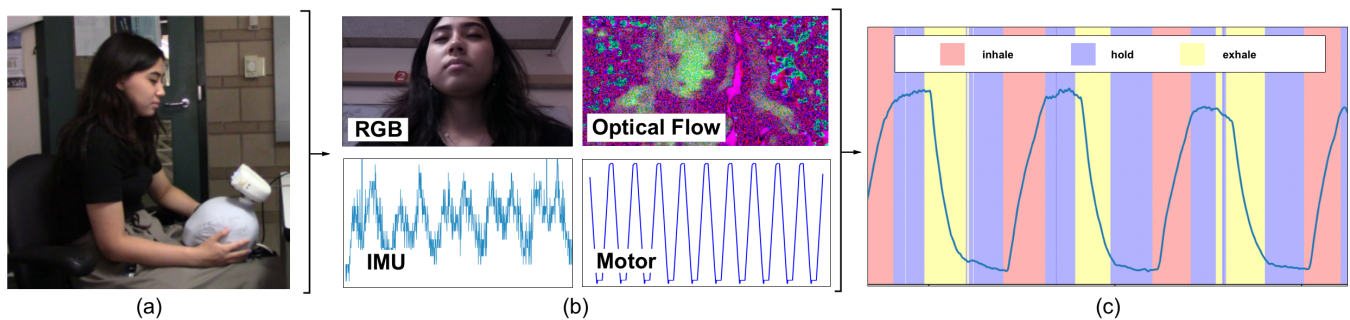 RGB
Optical Flow
IMU
Motor
inhale hold exhale
(a)
(b)
(c)